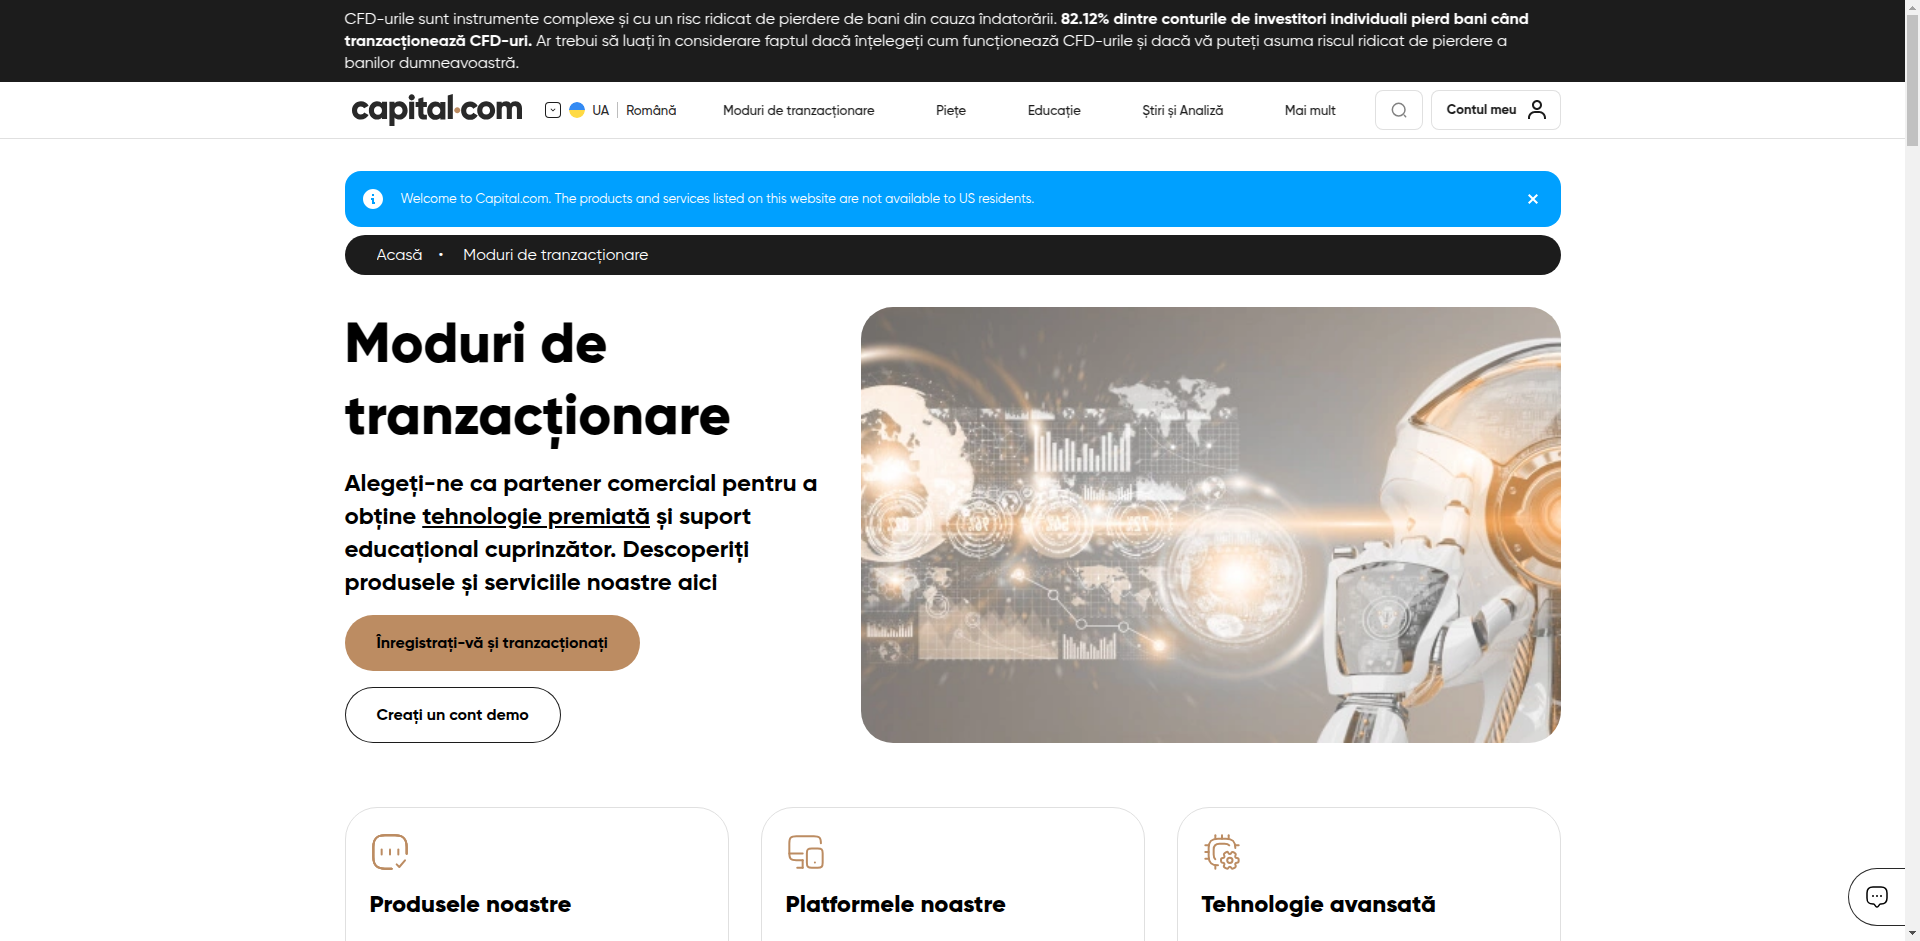 CFD-urile sunt instrumente complexe și cu un risc ridicat de pierdere de bani din cauza îndatorării. 82.12% dintre conturile de investitori individuali pierd bani când
tranzacționează CFD-uri. Ar trebui să luați în considerare faptul dacă înțelegeți cum funcționează CFD-urile și dacă vă puteți asuma riscul ridicat de pierdere a
banilor dumneavoastră.
capital.com UA Română Moduri de tranzacționare Piețe Educație Știri și Analiză Mai mult Contul meu
Welcome to Capital.com. The products and services listed on this website are not available to US residents.
Acasă • Moduri de tranzacționare
Moduri de
tranzacționare
Alegeți-ne ca partener comercial pentru a
obține tehnologie premiată și suport
educațional cuprinzător. Descoperiți
produsele și serviciile noastre aici
Înregistrați-vă și tranzacționați
Creați un cont demo
Produsele noastre
Platformele noastre
Tehnologie avansată